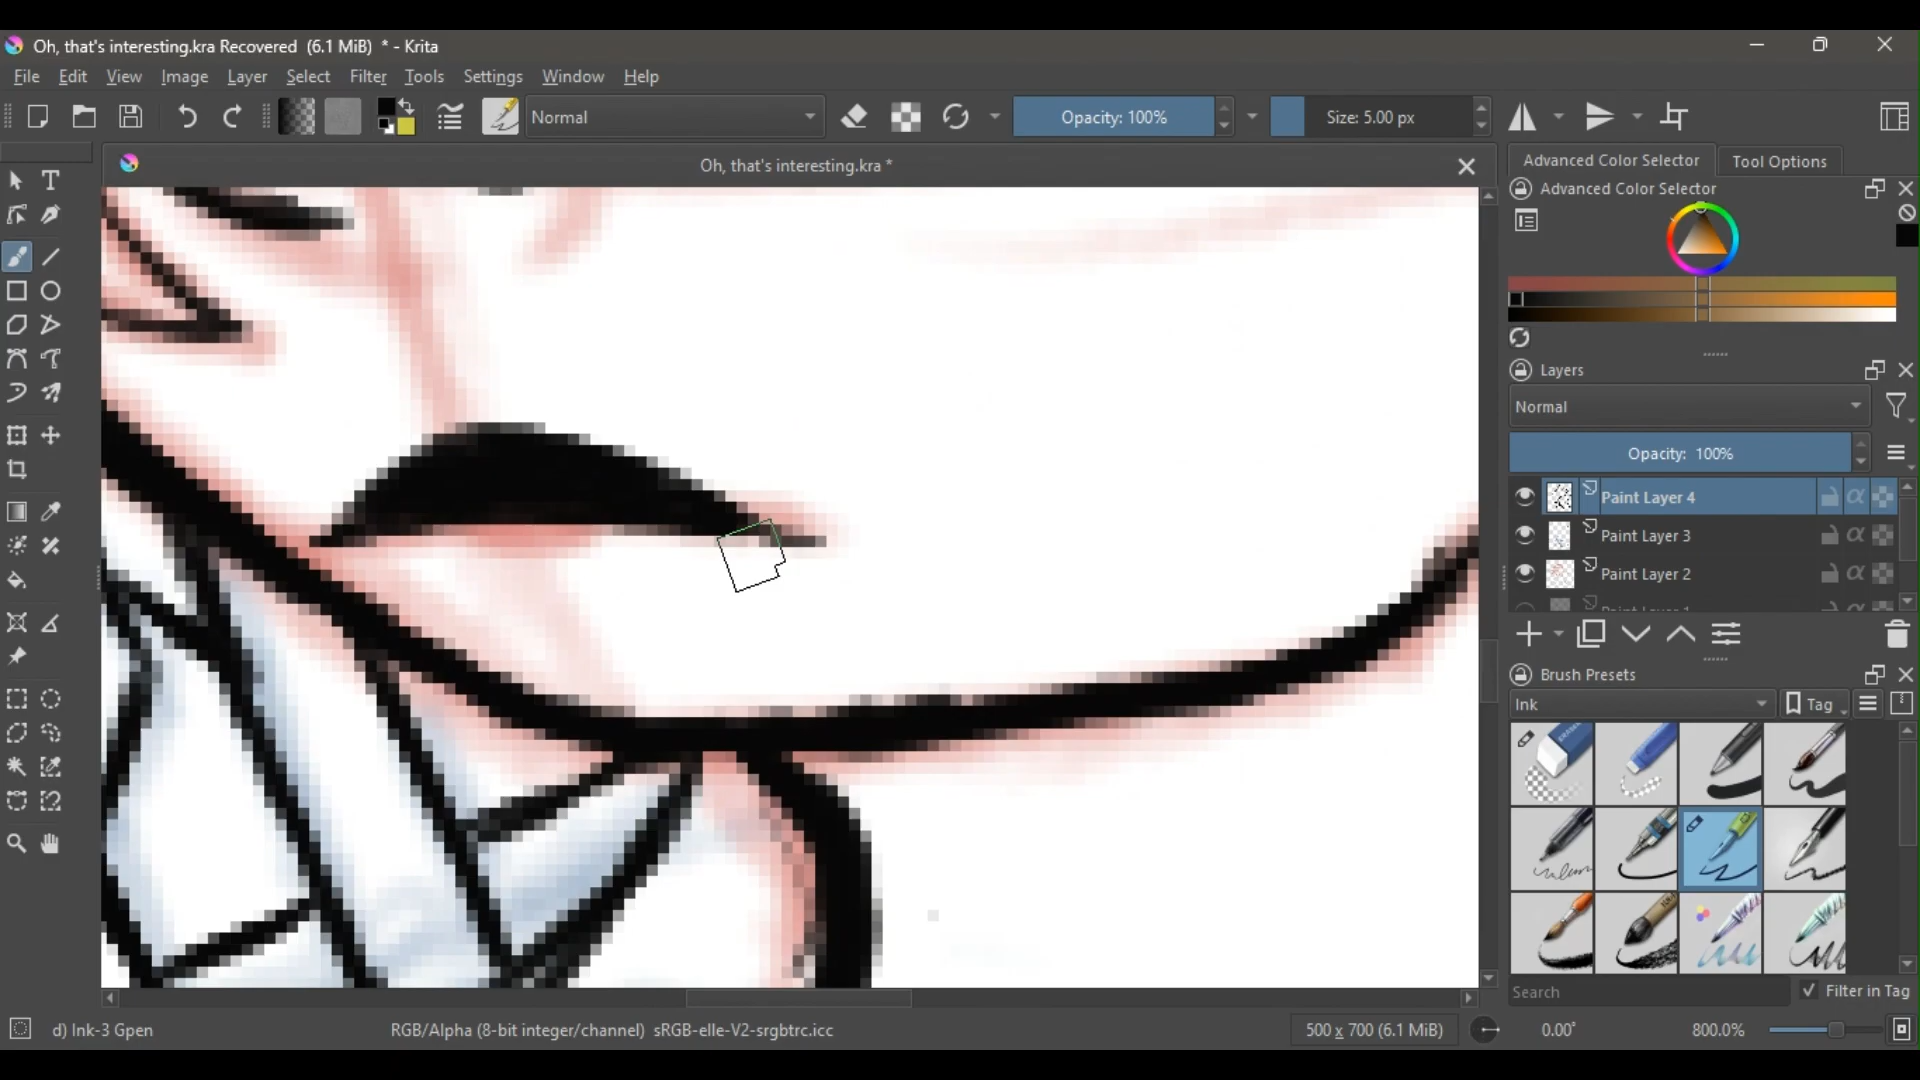 Oh, that's interesting.kra Recovered (6.1 MiB) * - Krita
File Edit View Image Layer Select Filter Tools Settings Window Help
Normal Opacity: 100% Size: 5.00 px
Oh, that's interesting.kra *
Advanced Color Selector Tool Options
Advanced Color Selector
Layers
Normal
Opacity: 100%
Paint Layer 4
Paint Layer 3
Paint Layer 2
Paint Layer 1
Brush Presets
Ink Tag
Search Filter in Tag
d) Ink-3 Gpen RGB/Alpha (8-bit integer/channel) sRGB-elle-V2-srgbtrc.icc 500 x 700 (6.1 MiB) 0.00° 800.0%